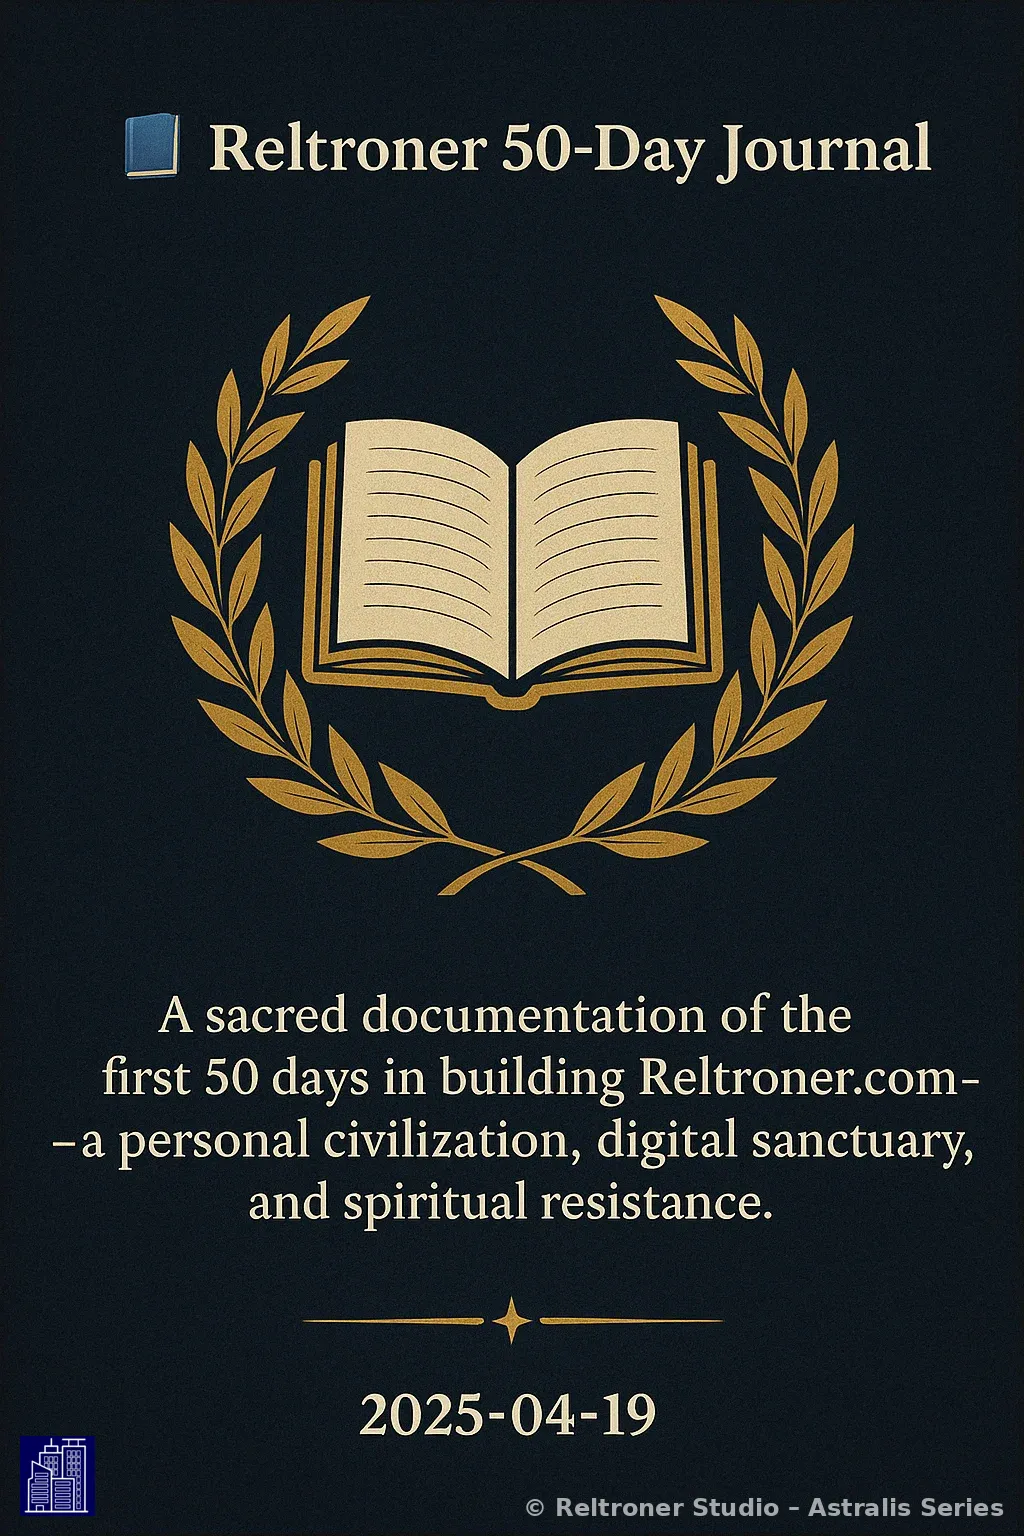 Reltroner 50-Day Journal
A sacred documentation of the
first 50 days in building Reltroner.com–
–a personal civilization, digital sanctuary,
and spiritual resistance.
2025-04-19
© Reltroner Studio – Astralis Series